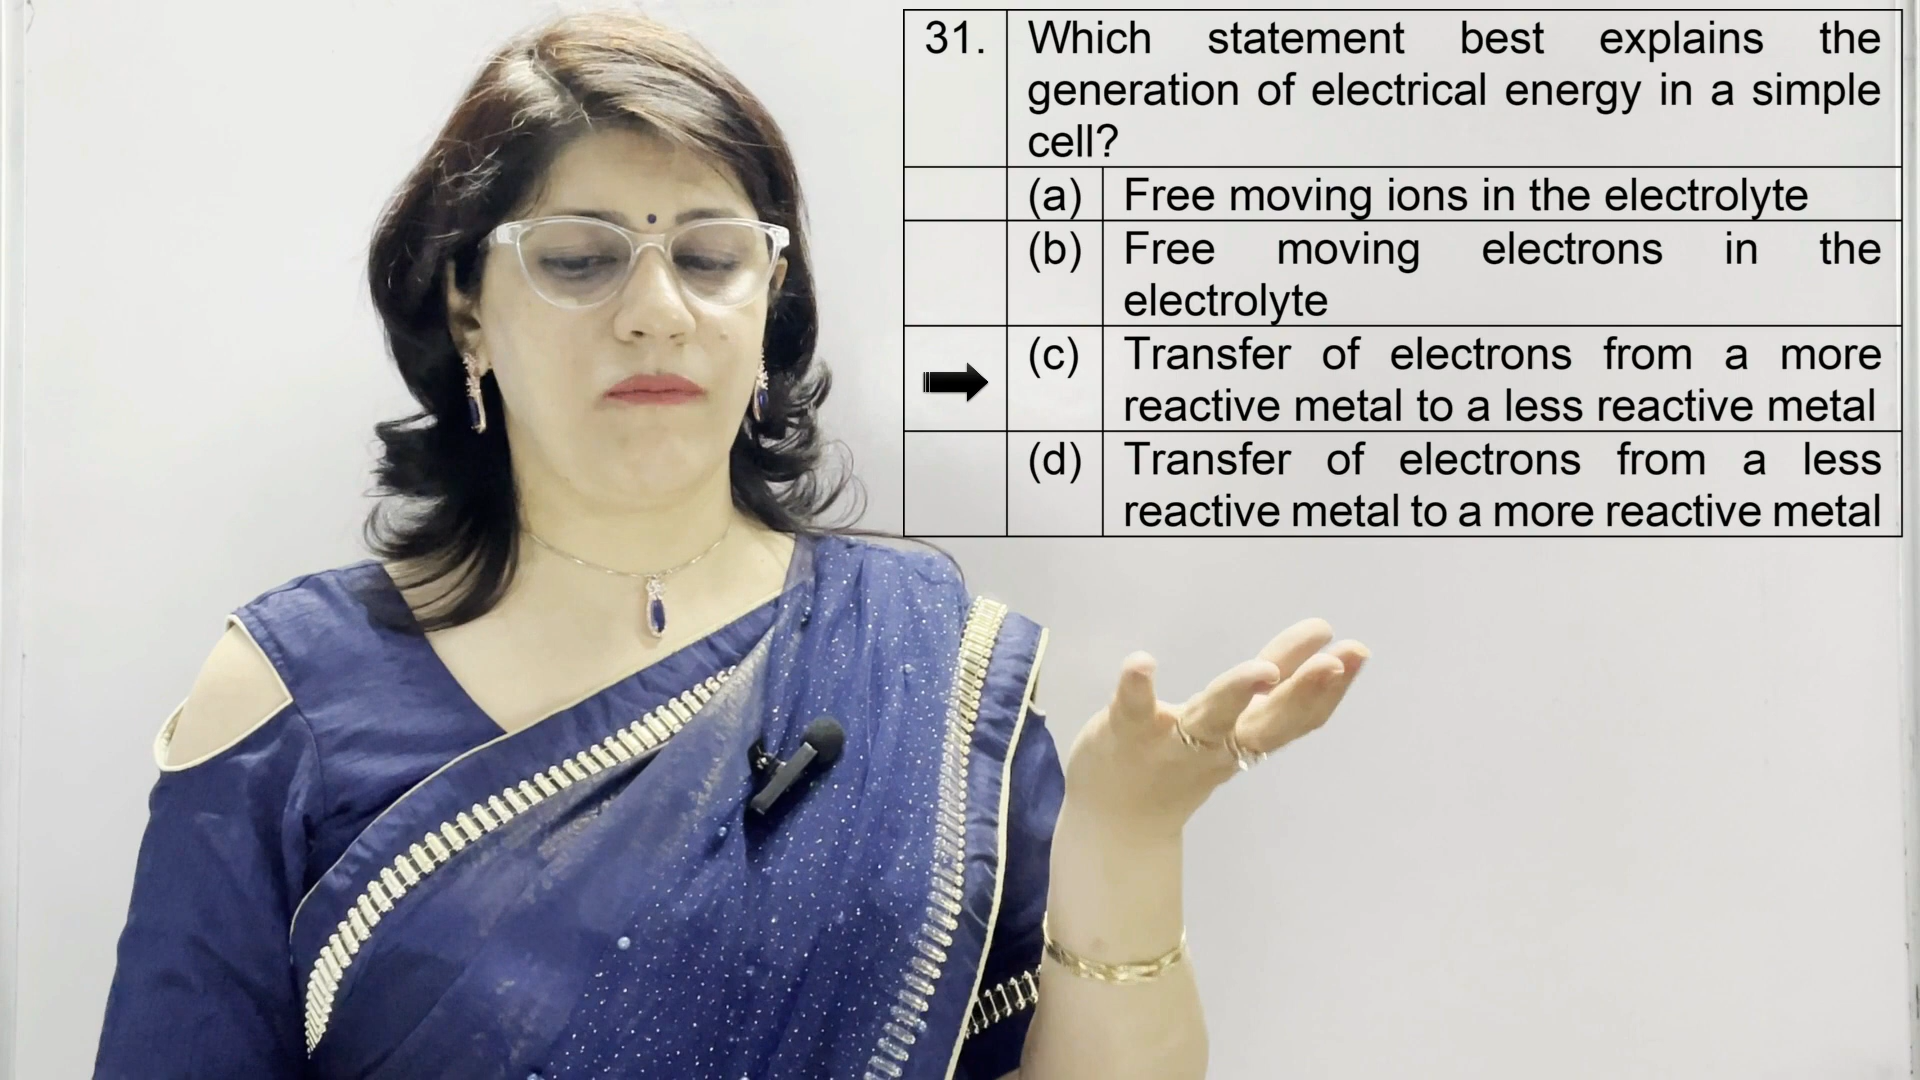 31. Which statement best explains the
generation of electrical energy in a simple
cell?
(a) Free moving ions in the electrolyte
(b) Free moving electrons in the
electrolyte
(c) Transfer of electrons from a more
reactive metal to a less reactive metal
(d) Transfer of electrons from a less
reactive metal to a more reactive metal